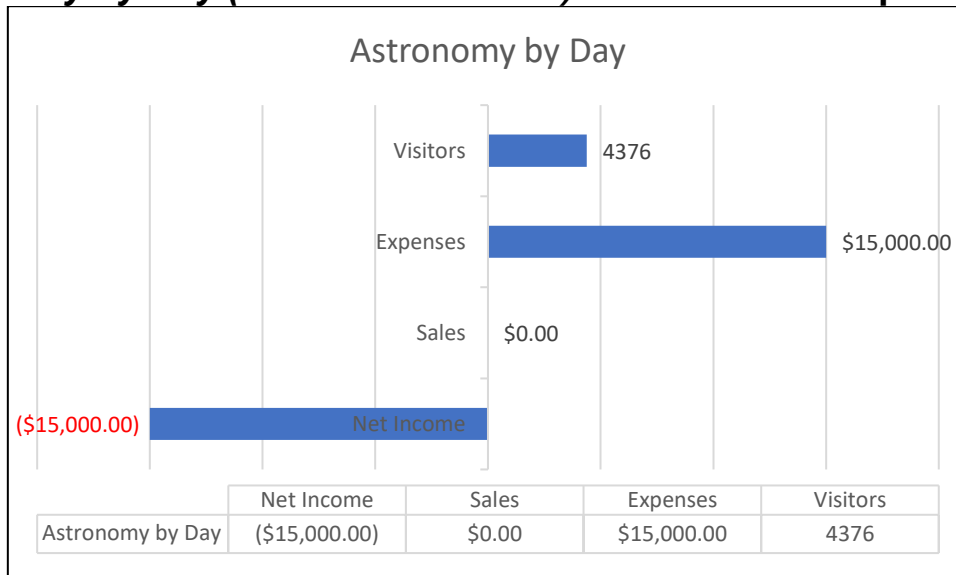 Astronomy by Day
Visitors
4376
Expenses
$15,000.00
Sales
$0.00
($15,000.00)
Net Income
Net Income Sales Expenses Visitors
Astronomy by Day ($15,000.00) $0.00 $15,000.00 4376